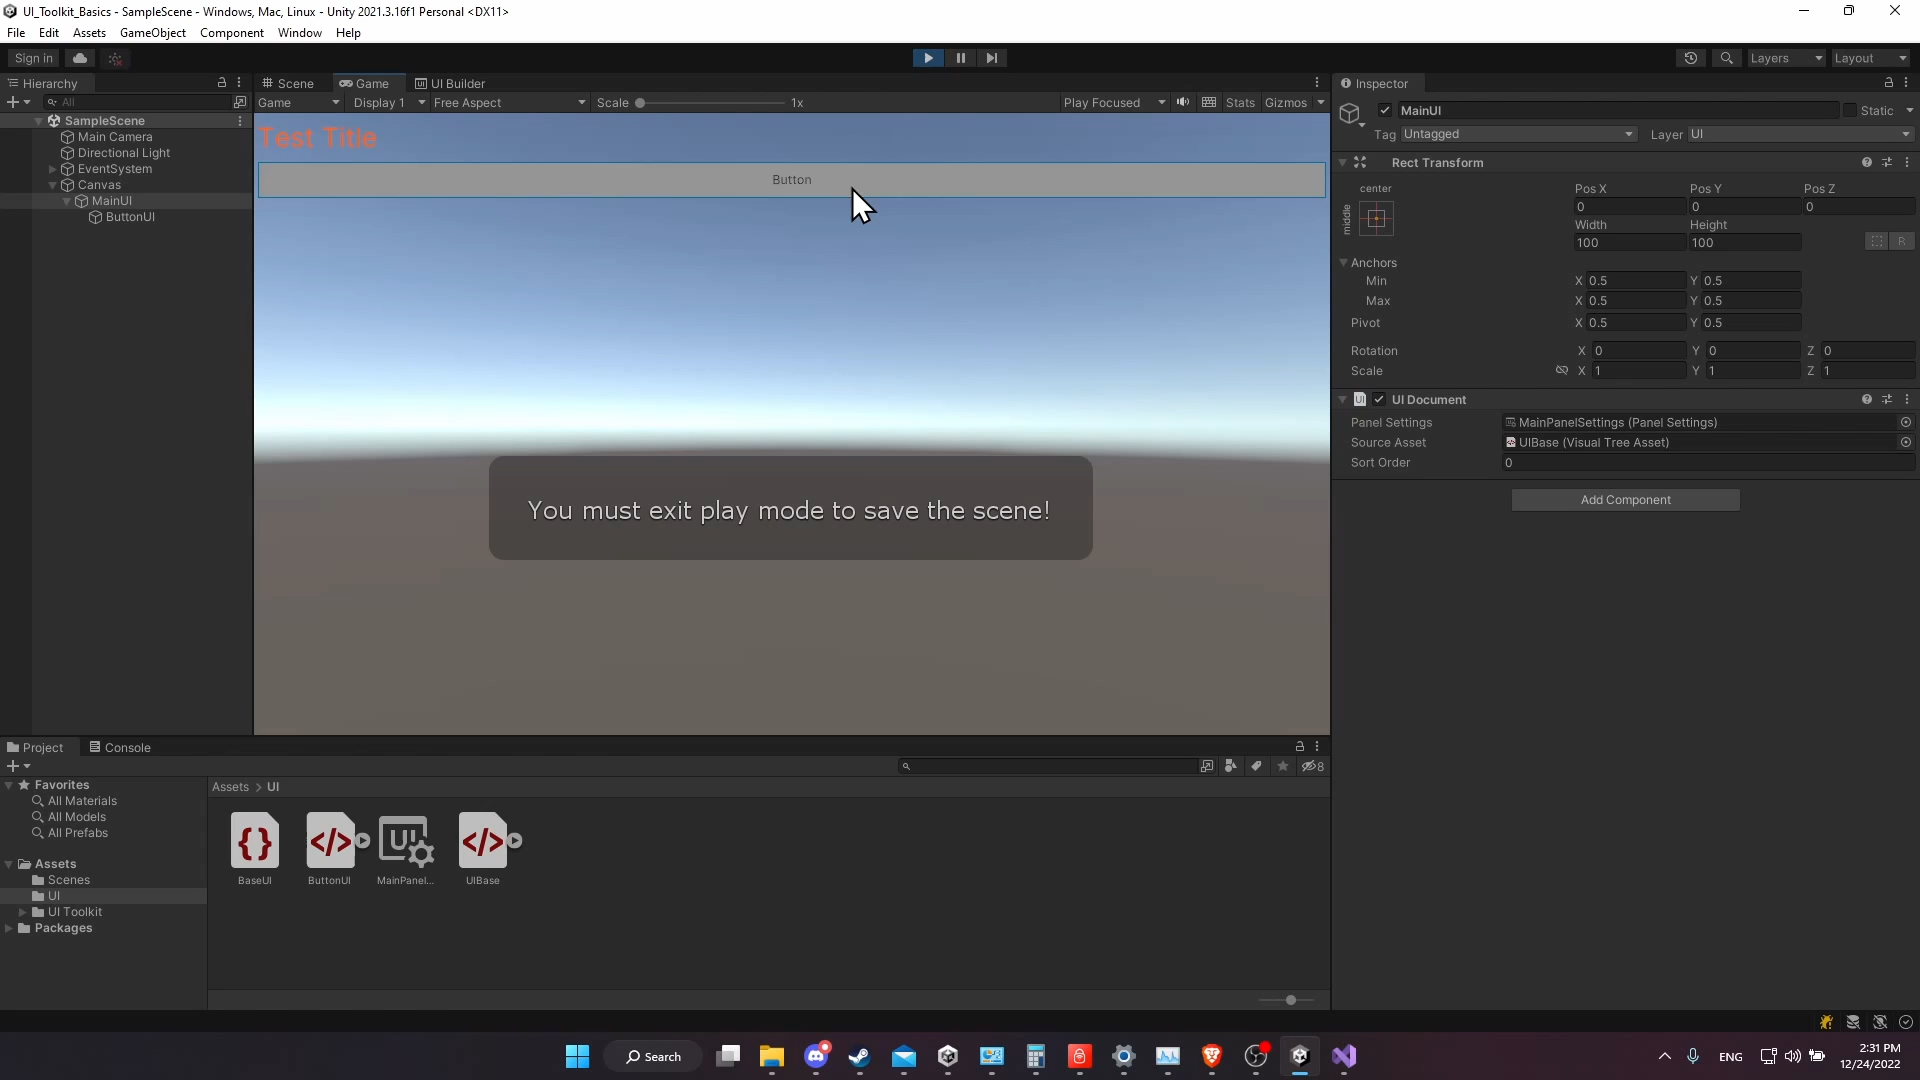 UI_Toolkit_Basics - SampleScene - Windows, Mac, Linux - Unity 2021.3.16f1 Personal <DX11>
File Edit Assets GameObject Component Window Help
Sign in
Layers Layout
Hierarchy
Scene Game UI Builder
Inspector
All
Game Display 1 Free Aspect Scale 1x Play Focused Stats Gizmos
SampleScene
Main Camera
Directional Light
EventSystem
Canvas
MainUI
ButtonUI
Test Title
Button
You must exit play mode to save the scene!
MainUI Static
Tag Untagged Layer UI
Rect Transform
center
middle
Pos X Pos Y Pos Z
0 0 0
Width Height
100 100
R
Anchors
Min X 0.5 Y 0.5
Max X 0.5 Y 0.5
Pivot X 0.5 Y 0.5
Rotation X 0 Y 0 Z 0
Scale X 1 Y 1 Z 1
UI UI Document
Panel Settings MainPanelSettings (Panel Settings)
Source Asset UIBase (Visual Tree Asset)
Sort Order 0
Add Component
Project Console
8
Favorites
All Materials
All Models
All Prefabs
Assets
Scenes
UI
UI Toolkit
Packages
Assets > UI
BaseUI ButtonUI MainPanel... UIBase
Search
ENG
2:31 PM
12/24/2022